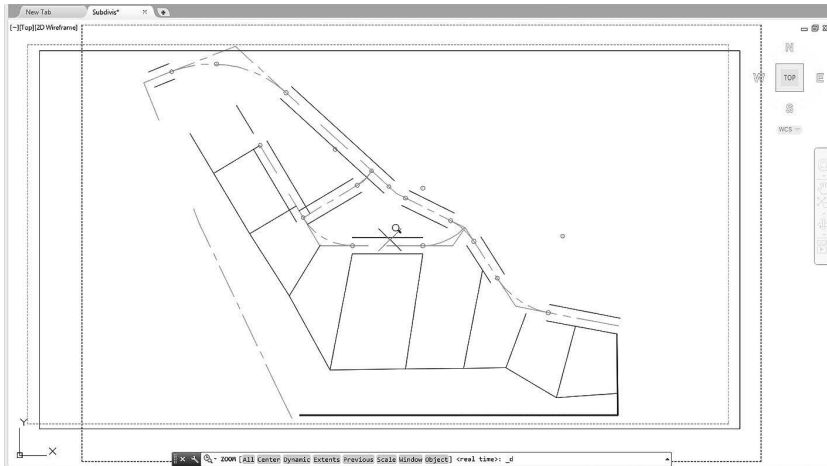 New Tab
Subdivis*
[−][Top][2D Wireframe]
N
W
TOP
E
S
WCS
Y
X
ZOOM [All Center Dynamic Extents Previous Scale Window Object] <real time>: _d